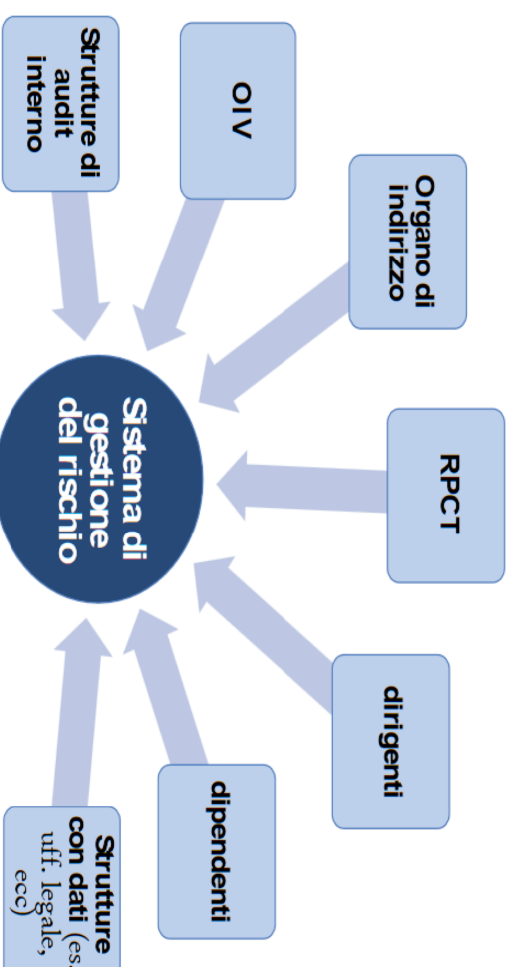 Strutture di
audit
interno
OIV
Organo di
indirizzo
RPCT
dirigenti
dipendenti
Strutture
con dati (es.
uff. legale,
ecc)
Sistema di
gestione
del rischio